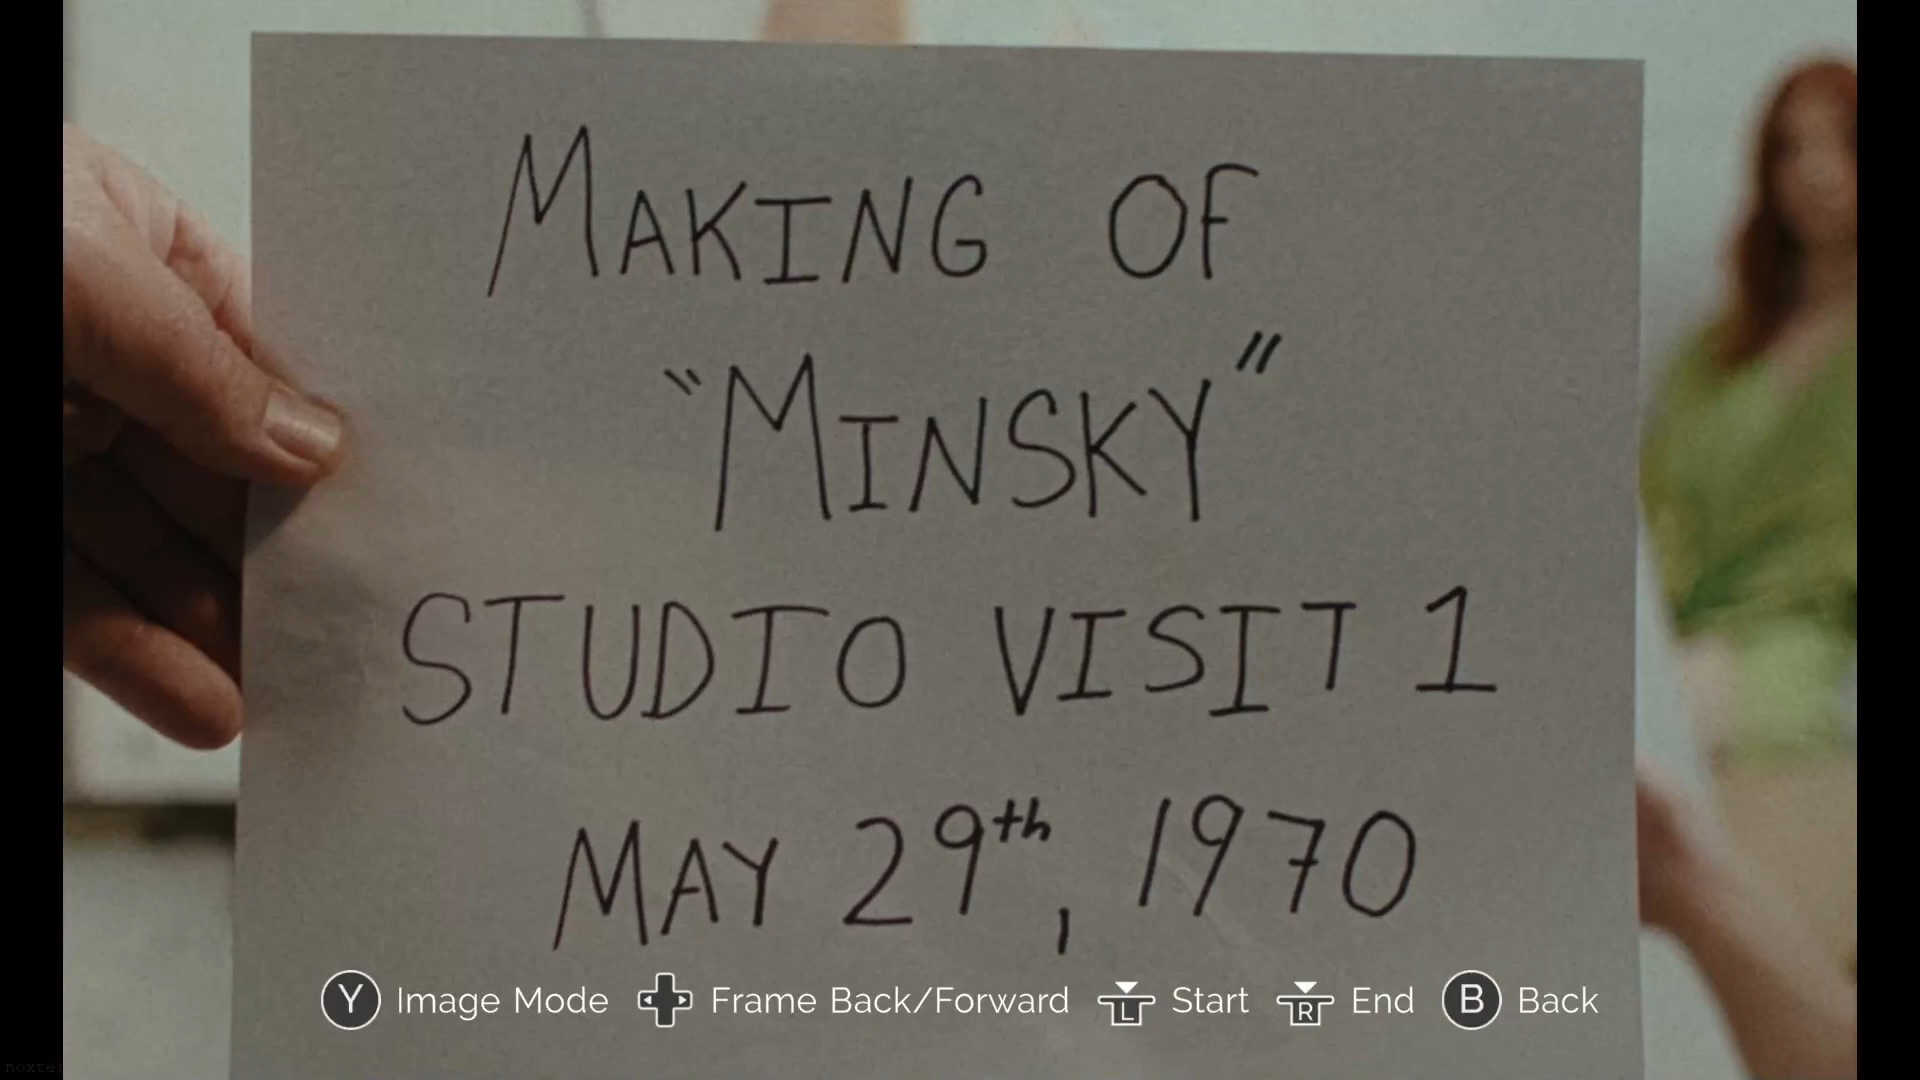 MAKING OF
"MINSKY"
STUDIO VISIT 1
MAY 29th, 1970
Y Image Mode Frame Back/Forward L Start R End B Back